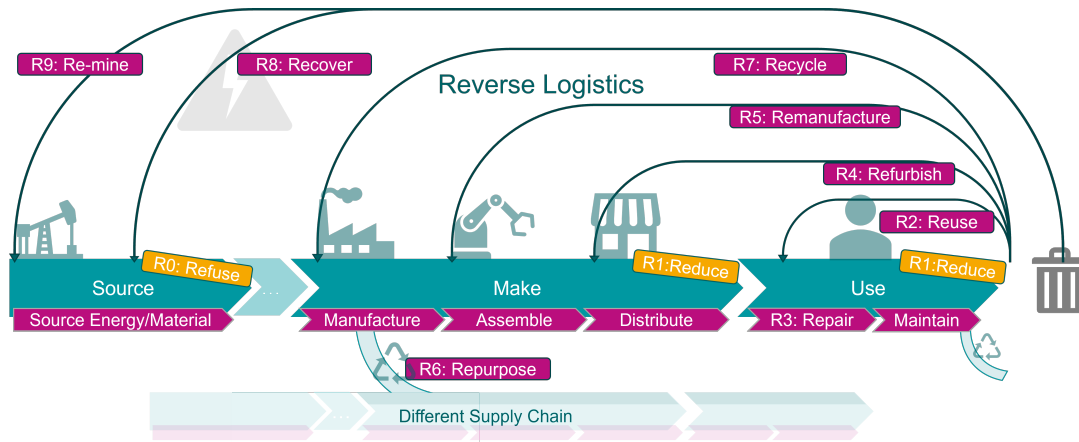 R9: Re-mine
R8: Recover
R7: Recycle
Reverse Logistics
R5: Remanufacture
R4: Refurbish
R2: Reuse
R0: Refuse
R1:Reduce
R1:Reduce
Source
...
Make
Use
Source Energy/Material
Manufacture
Assemble
Distribute
R3: Repair
Maintain
R6: Repurpose
...
Different Supply Chain